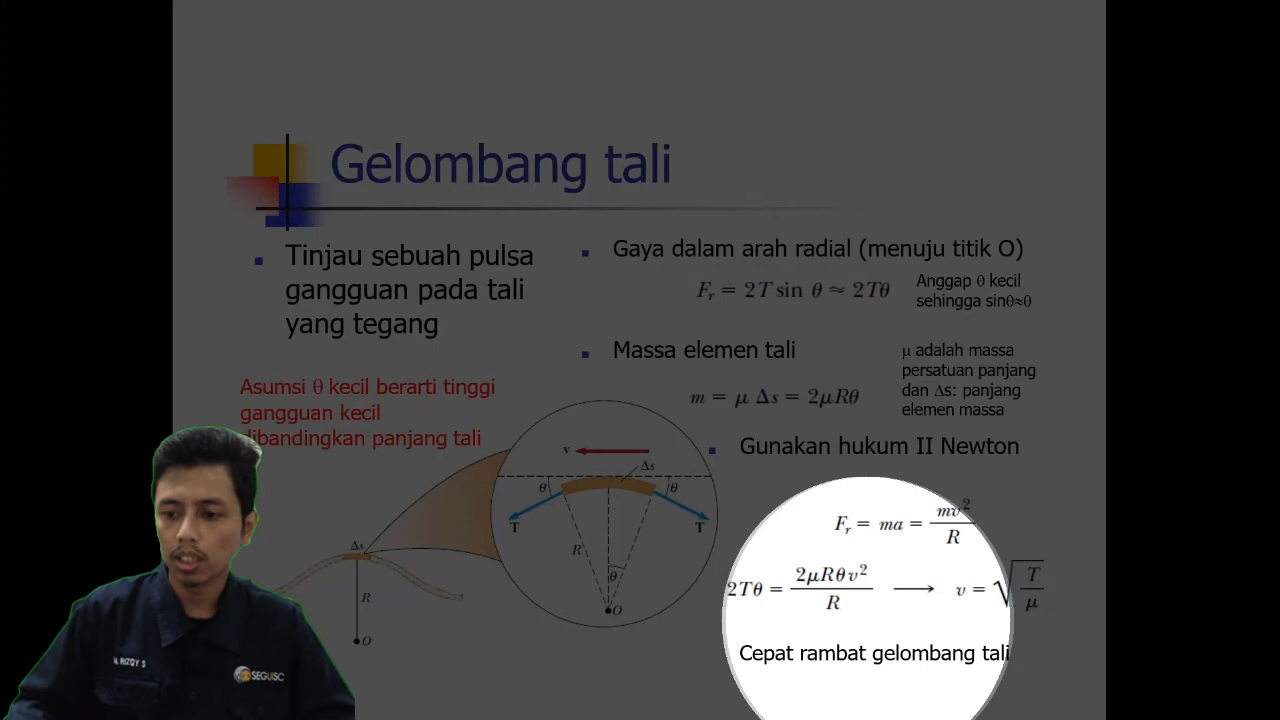 Gelombang tali
Tinjau sebuah pulsa
gangguan pada tali
yang tegang
Asumsi θ kecil berarti tinggi
gangguan kecil
dibandingkan panjang tali
Gaya dalam arah radial (menuju titik O)
F_r = 2T sin θ ≈ 2Tθ
Anggap θ kecil
sehingga sinθ≈θ
Massa elemen tali
m = μ Δs = 2μRθ
μ adalah massa
persatuan panjang
dan Δs: panjang
elemen massa
Gunakan hukum II Newton
F_r = ma = mv²/R
2Tθ = 2μRθv²/R ⟶ v = √(T/μ)
Cepat rambat gelombang tali
v
Δs
θ
θ
T
T
R
θ
O
Δs
R
O
M. RIZQY S
SEGUISC